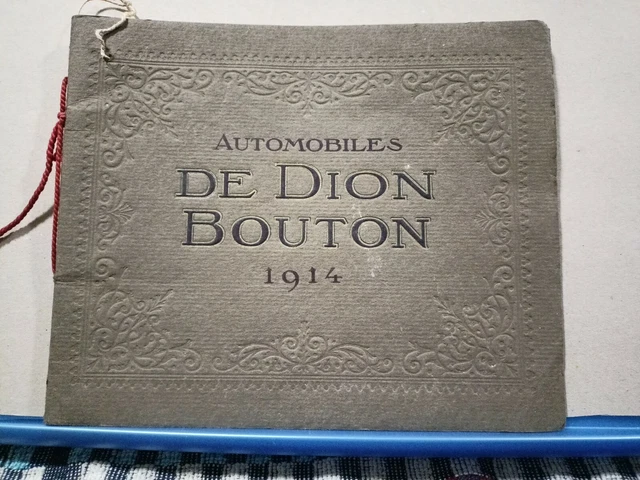 AUTOMOBILES
DE DION
BOUTON
1914